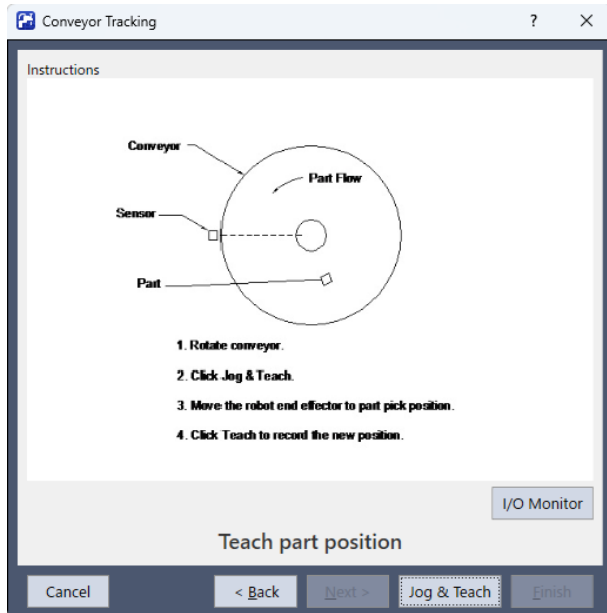 Conveyor Tracking
?
Instructions
Conveyor
Part Flow
Sensor
Part
1. Rotate conveyor.
2. Click Jog & Teach.
3. Move the robot end effector to part pick position.
4. Click Teach to record the new position.
I/O Monitor
Teach part position
Cancel < Back Next > Jog & Teach Finish